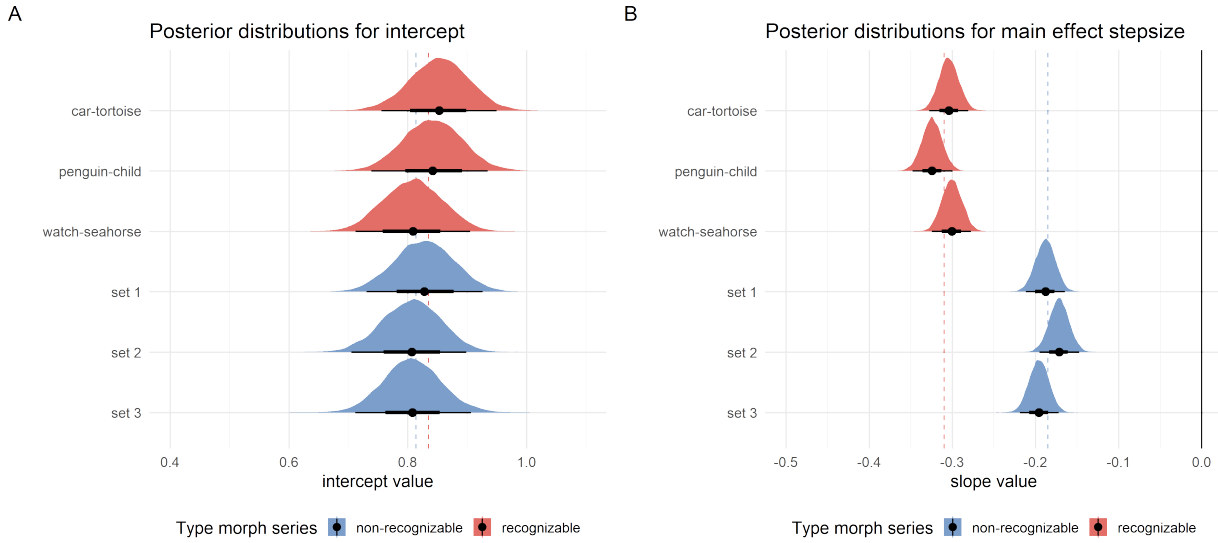 A
Posterior distributions for intercept
car-tortoise
penguin-child
watch-seahorse
set 1
set 2
set 3
0.4 0.6 0.8 1.0
intercept value
Type morph series non-recognizable recognizable
B
Posterior distributions for main effect stepsize
car-tortoise
penguin-child
watch-seahorse
set 1
set 2
set 3
-0.5 -0.4 -0.3 -0.2 -0.1 0.0
slope value
Type morph series non-recognizable recognizable